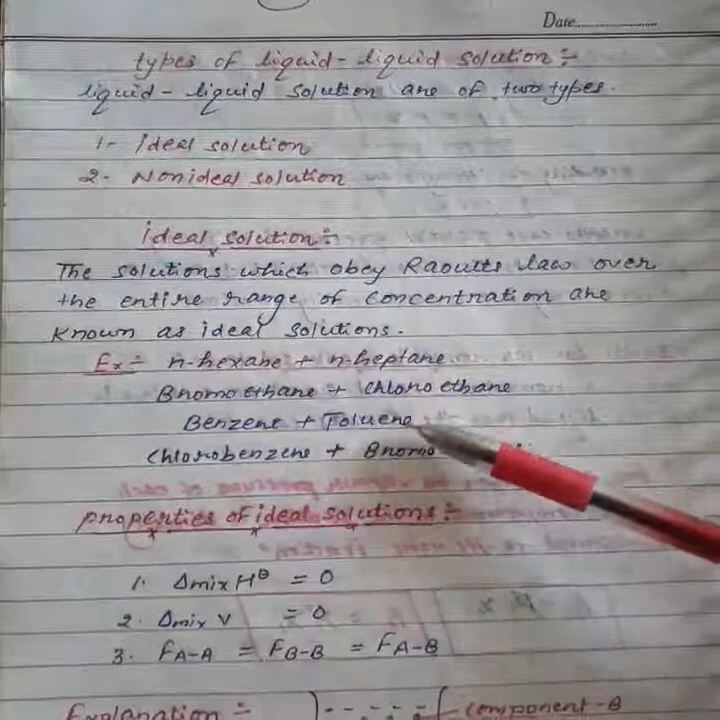 Date
types of liquid-liquid solution :-
liquid-liquid solution are of two types.
1- Ideal solution
2- Nonideal solution
ideal solution :-
The solutions which obey Raoults law over
the entire range of concentration are
known as ideal solutions.
Ex :- n-hexane + n-heptane
Bromoethane + chloroethane
Benzene + Toluene
Chlorobenzene + Bromo
properties of ideal solutions :-
1. Δmix H⊖ = 0
2. Δmix V = 0
3. FA-A = FB-B = FA-B
Explanation :- component-B